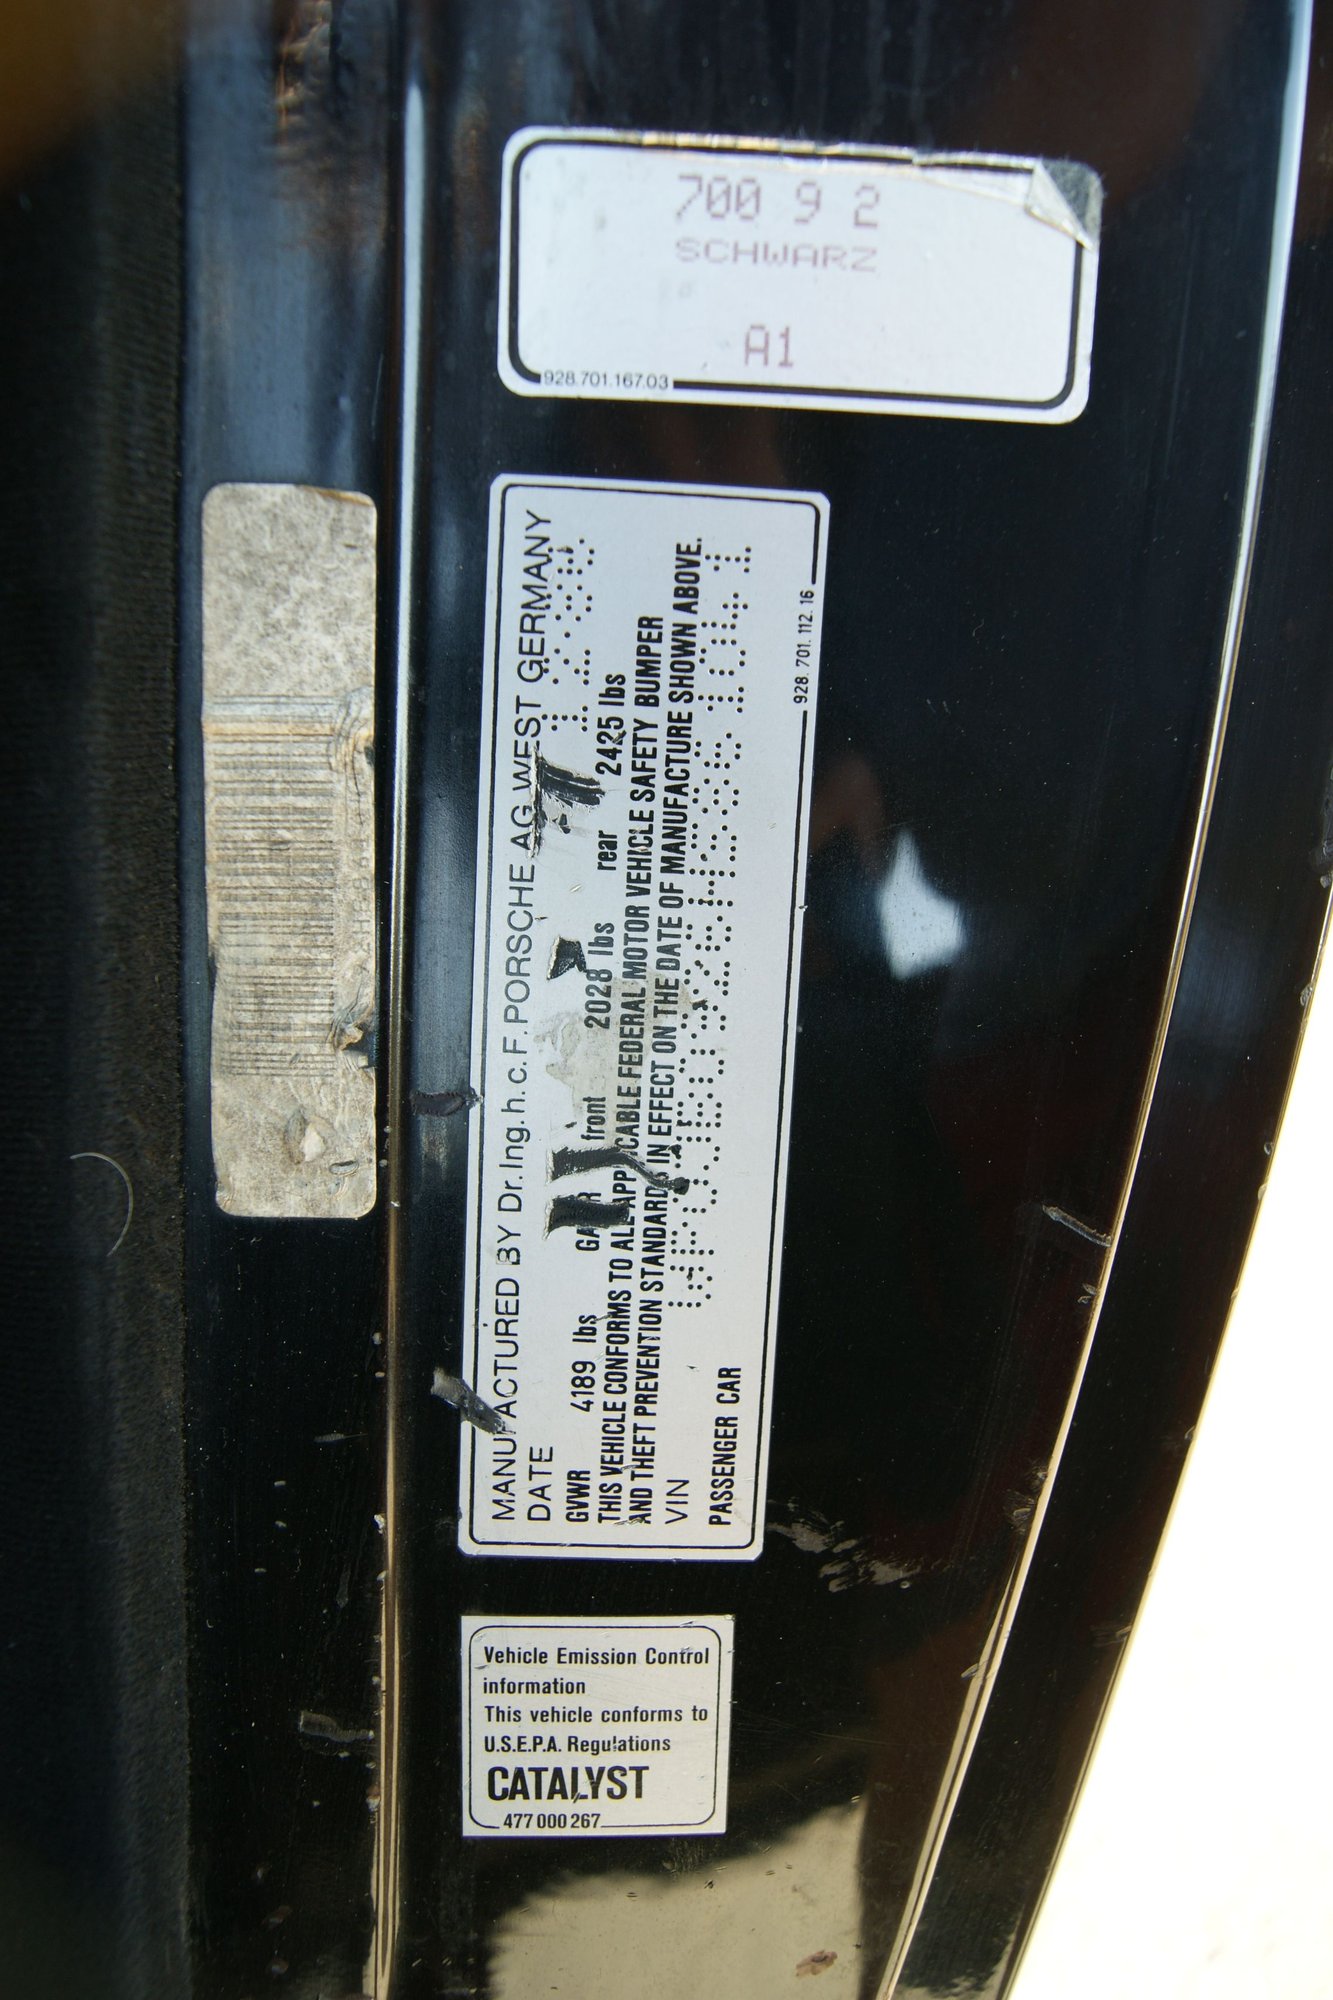 700 9 2
SCHWARZ
A1
928.701.167.03
MANUFACTURED BY Dr.Ing.h.c.F.PORSCHE AG WEST GERMANY
DATE
GVWR 4189 lbs GAWR front 2028 lbs rear 2425 lbs
THIS VEHICLE CONFORMS TO ALL APPLICABLE FEDERAL MOTOR VEHICLE SAFETY BUMPER
AND THEFT PREVENTION STANDARDS IN EFFECT ON THE DATE OF MANUFACTURE SHOWN ABOVE.
VIN
PASSENGER CAR
928. 701. 112. 16
Vehicle Emission Control
information
This vehicle conforms to
U.S.E.P.A. Regulations
CATALYST
477 000 267